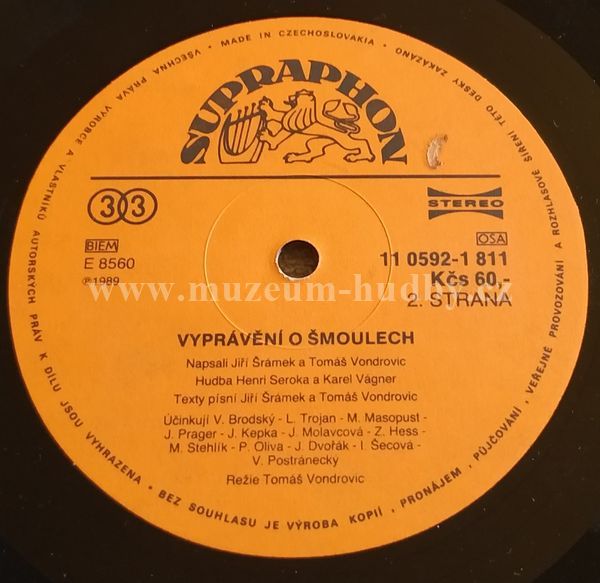 VŠECHNA PRÁVA VÝROBCE A VLASTNÍKŮ AUTORSKÝCH PRÁV K DÍLU JSOU VYHRAZENA • BEZ SOUHLASU JE VÝROBA KOPIÍ, PRONÁJEM, PŮJČOVÁNÍ, VEŘEJNÉ PROVOZOVÁNÍ A ROZHLASOVÉ ŠÍŘENÍ TÉTO DESKY ZAKÁZÁNO • MADE IN CZECHOSLOVAKIA •
SUPRAPHON
33
STEREO
BIEM
E 8560
℗1989
OSA
11 0592-1 811
Kčs 60,-
2. STRANA
www.muzeum-hudby.cz
VYPRÁVĚNÍ O ŠMOULECH
Napsali Jiří Šrámek a Tomáš Vondrovic
Hudba Henri Seroka a Karel Vágner
Texty písní Jiří Šrámek a Tomáš Vondrovic
Účinkují V. Brodský - L. Trojan - M. Masopust -
J. Prager - J. Kepka - J. Molavcová - Z. Hess -
M. Stehlík - P. Oliva - J. Dvořák - I. Šecová -
V. Postránecký
Režie Tomáš Vondrovic